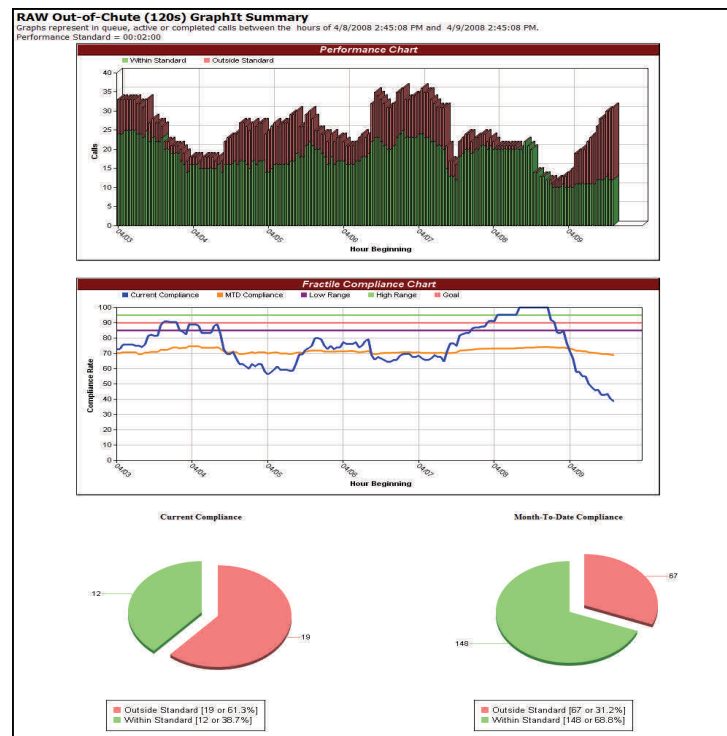 RAW Out-of-Chute (120s) GraphIt Summary
Graphs represent in queue, active or completed calls between the hours of 4/8/2008 2:45:08 PM and 4/9/2008 2:45:08 PM.
Performance Standard = 00:02:00
Performance Chart
Within Standard Outside Standard
40
35
30
25
20
15
10
5
0
Calls
04/03 04/04 04/05 04/06 04/07 04/08 04/09
Hour Beginning
Fractile Compliance Chart
Current Compliance MTD Compliance Low Range High Range Goal
100
90
80
70
60
50
40
30
20
10
0
Compliance Rate
04/03 04/04 04/05 04/06 04/07 04/08 04/09
Hour Beginning
Current Compliance
12
19
Outside Standard [19 or 61.3%]
Within Standard [12 or 38.7%]
Month-To-Date Compliance
67
148
Outside Standard [67 or 31.2%]
Within Standard [148 or 68.8%]